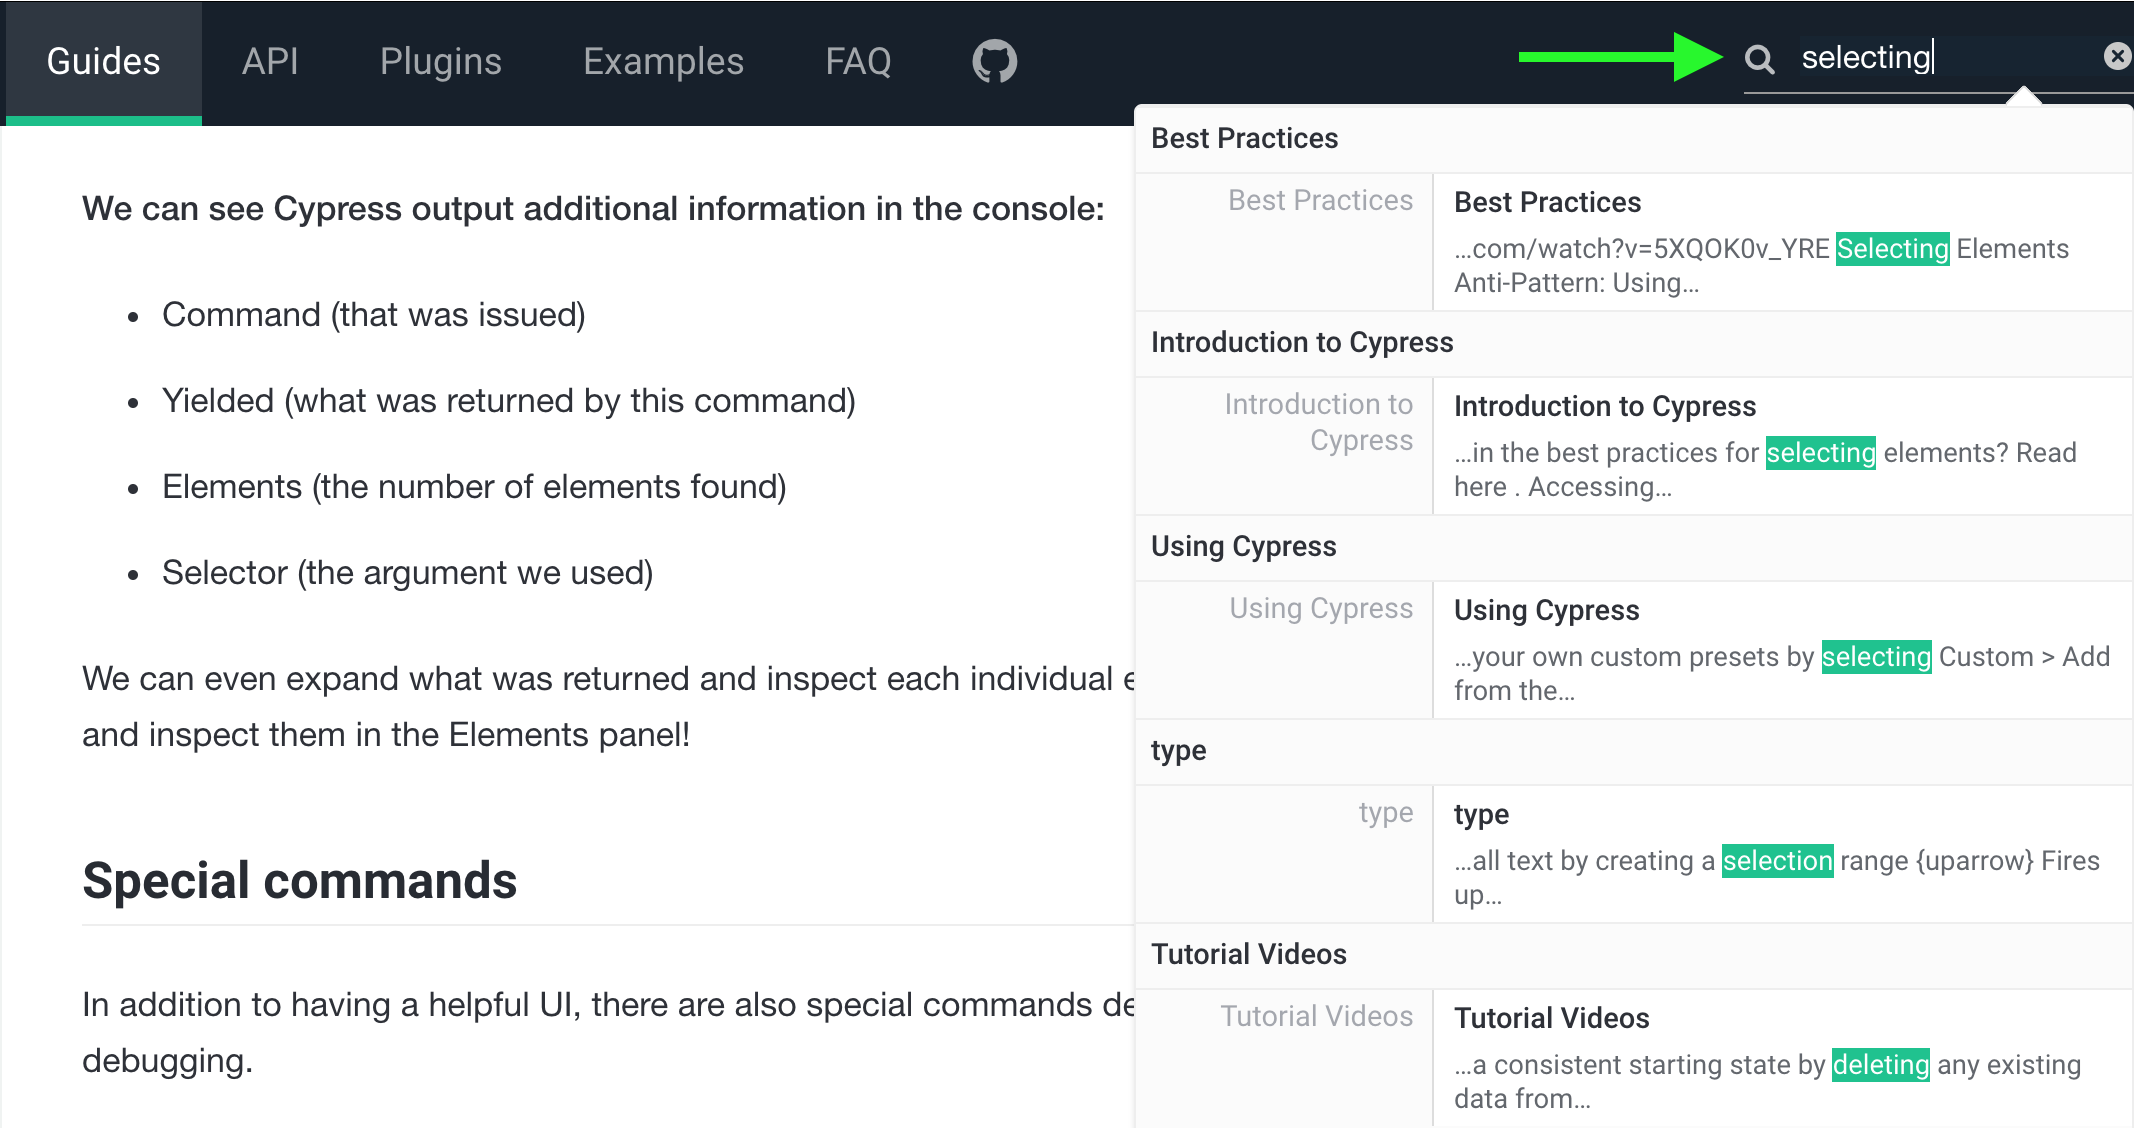 Guides API Plugins Examples FAQ
selecting
We can see Cypress output additional information in the console:
• Command (that was issued)
• Yielded (what was returned by this command)
• Elements (the number of elements found)
• Selector (the argument we used)
We can even expand what was returned and inspect each individual e
and inspect them in the Elements panel!
Special commands
In addition to having a helpful UI, there are also special commands de
debugging.
Best Practices
Best Practices
Best Practices
...com/watch?v=5XQOK0v_YRE Selecting Elements
Anti-Pattern: Using...
Introduction to Cypress
Introduction to
Cypress
Introduction to Cypress
...in the best practices for selecting elements? Read
here . Accessing...
Using Cypress
Using Cypress
Using Cypress
...your own custom presets by selecting Custom > Add
from the...
type
type
type
...all text by creating a selection range {uparrow} Fires
up...
Tutorial Videos
Tutorial Videos
Tutorial Videos
...a consistent starting state by deleting any existing
data from...